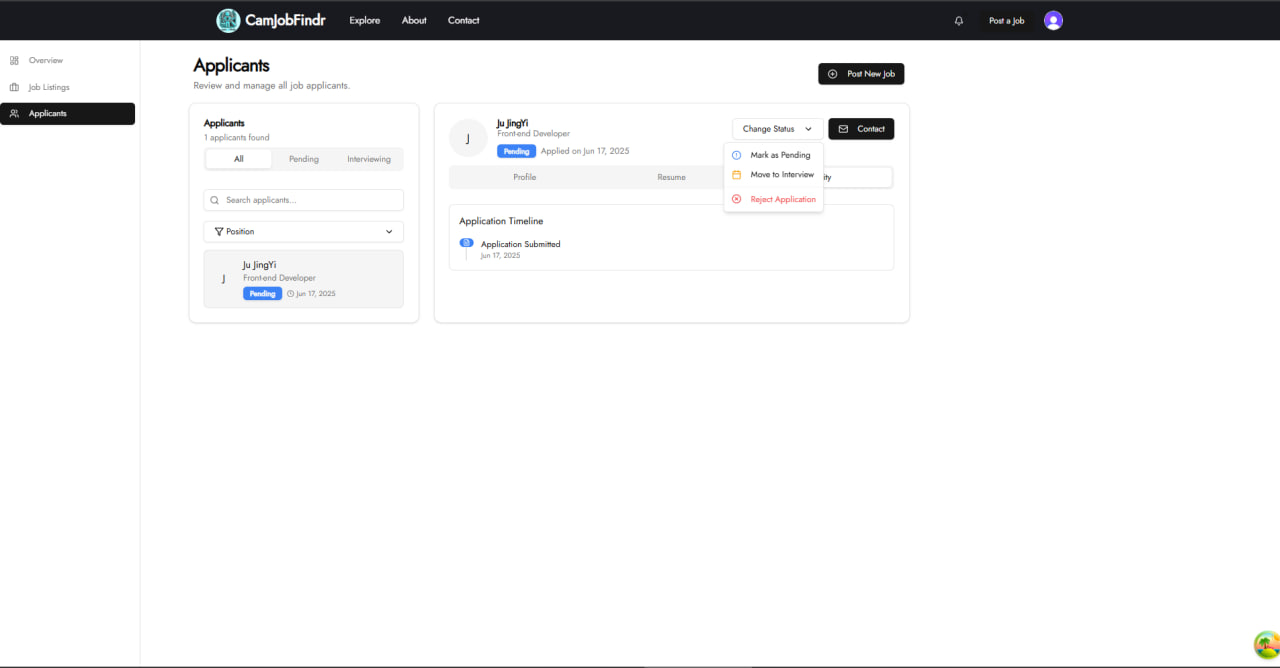 CamJobFindr
Explore
About
Contact
Post a Job
Overview
Job Listings
Applicants
Applicants
Review and manage all job applicants.
Post New Job
Applicants
1 applicants found
All
Pending
Interviewing
Search applicants...
Position
J
Ju JingYi
Front-end Developer
Pending
Jun 17, 2025
J
Ju JingYi
Front-end Developer
Pending
Applied on Jun 17, 2025
Change Status
Contact
Mark as Pending
Move to Interview
Reject Application
Profile
Resume
ity
Application Timeline
Application Submitted
Jun 17, 2025